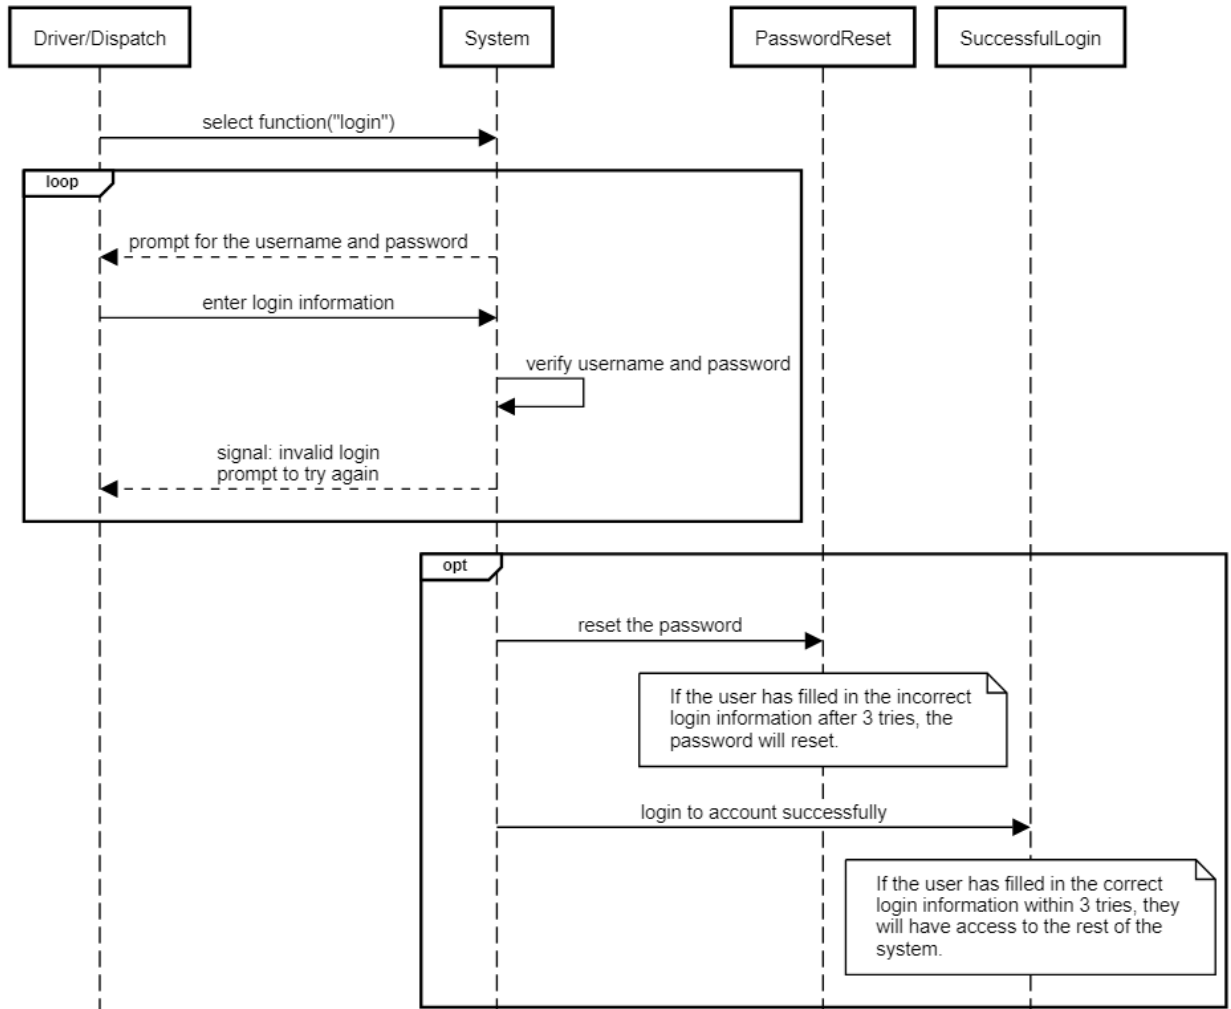 Driver/Dispatch
System
PasswordReset
SuccessfulLogin
select function("login")
loop
prompt for the username and password
enter login information
verify username and password
signal: invalid login
prompt to try again
opt
reset the password
If the user has filled in the incorrect
login information after 3 tries, the
password will reset.
login to account successfully
If the user has filled in the correct
login information within 3 tries, they
will have access to the rest of the
system.